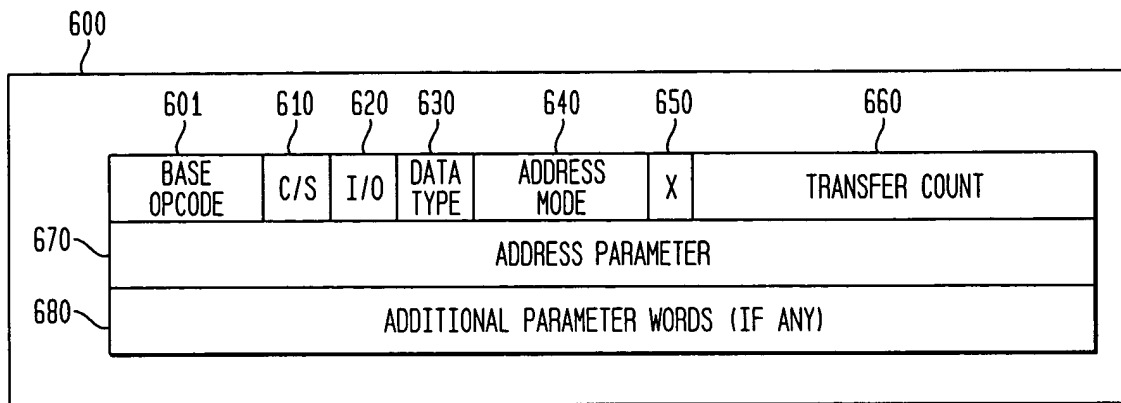 600
601 610 620 630 640 650 660
BASE OPCODE C/S I/O DATA TYPE ADDRESS MODE X TRANSFER COUNT
670 ADDRESS PARAMETER
680 ADDITIONAL PARAMETER WORDS (IF ANY)